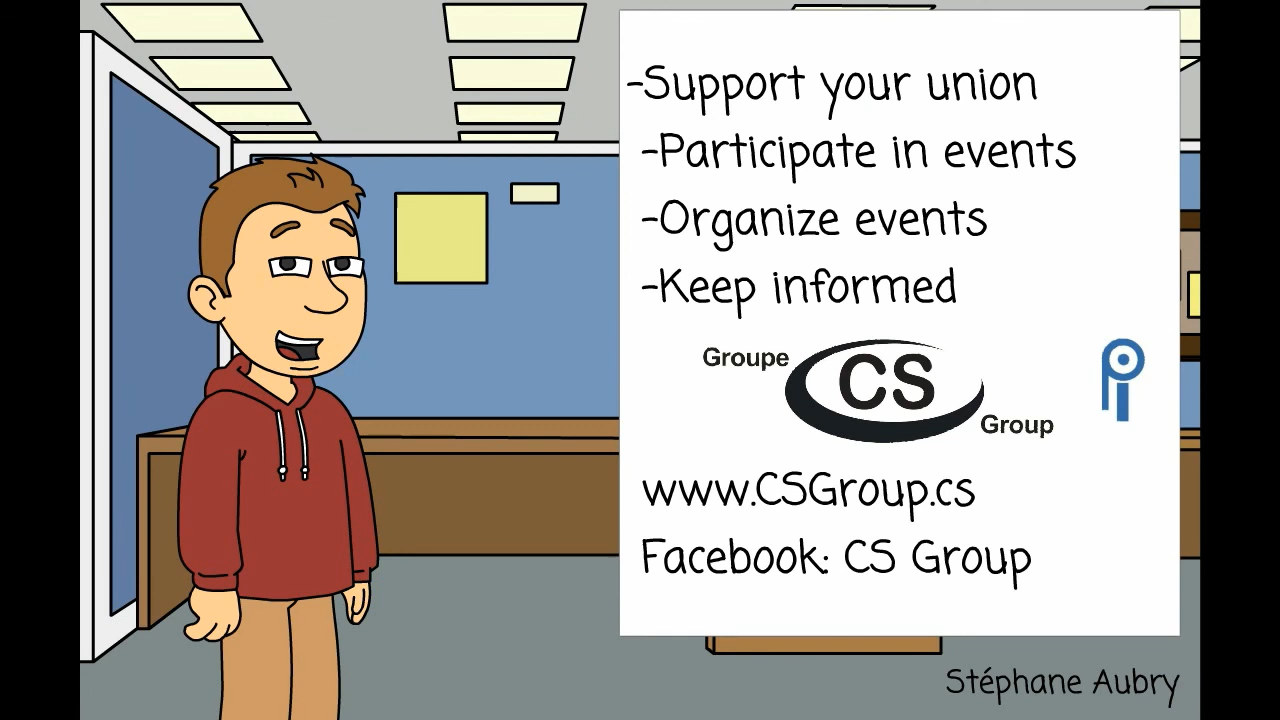 -Support your union
-Participate in events
-Organize events
-Keep informed
Groupe
CS
Group
www.CSGroup.cs
Facebook: CS Group
Stéphane Aubry